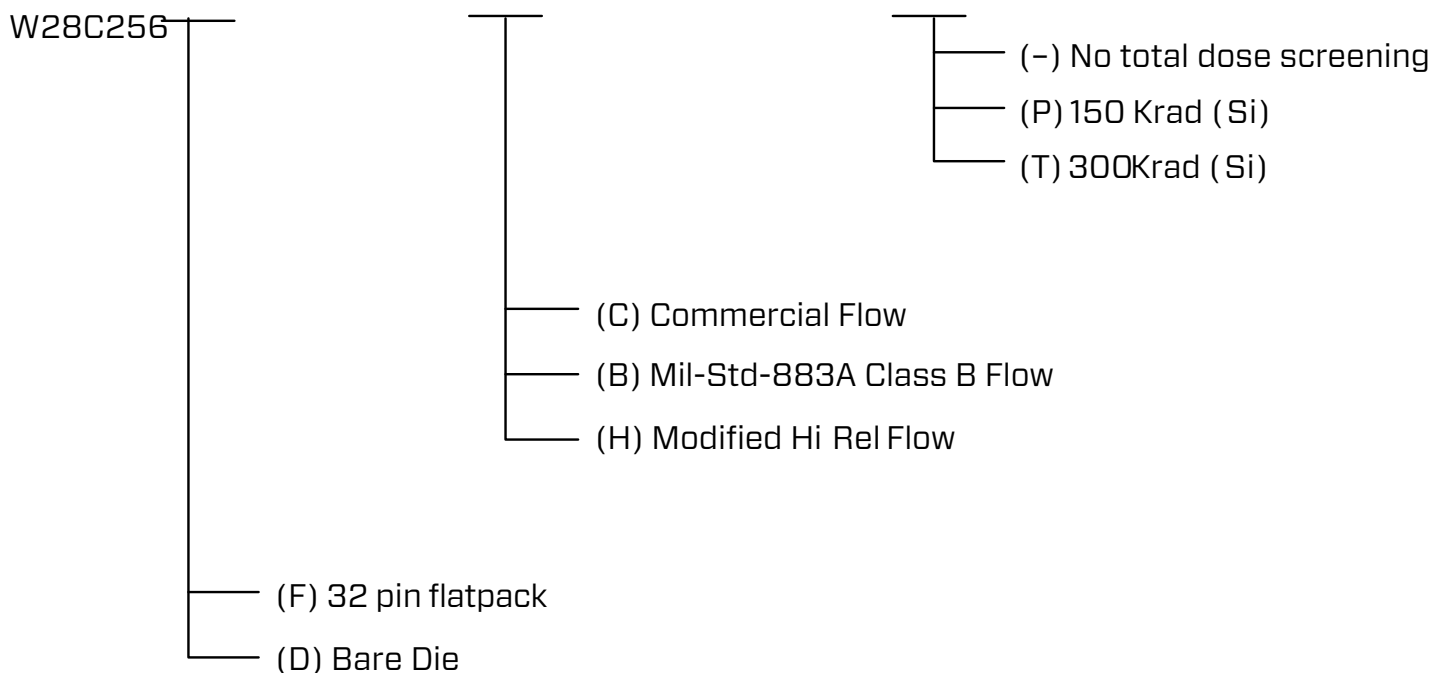 W28C256
(–) No total dose screening
(P) 150 Krad (Si)
(T) 300Krad (Si)
(C) Commercial Flow
(B) Mil-Std-883A Class B Flow
(H) Modified Hi Rel Flow
(F) 32 pin flatpack
(D) Bare Die